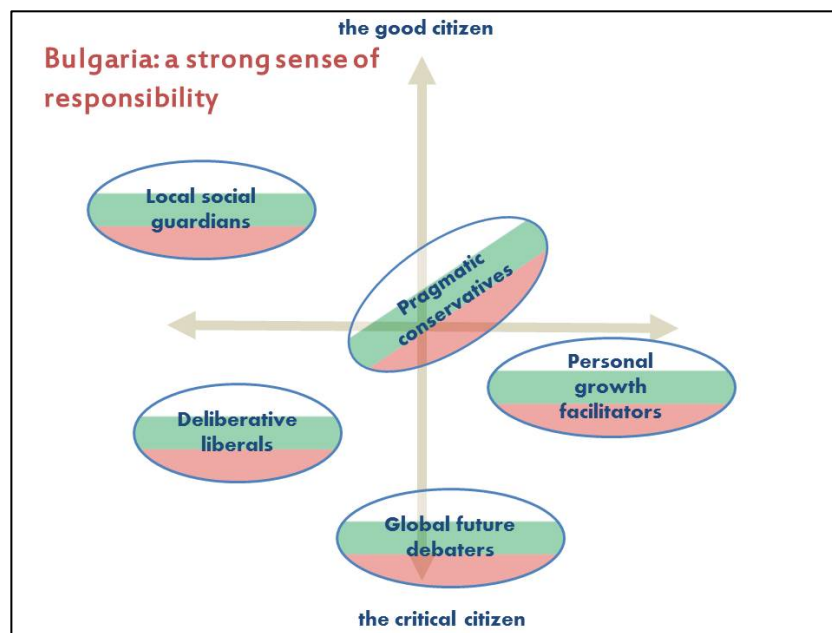 the good citizen
Bulgaria: a strong sense of
responsibility
Local social
guardians
Pragmatic
conservatives
Personal
growth
facilitators
Deliberative
liberals
Global future
debaters
the critical citizen